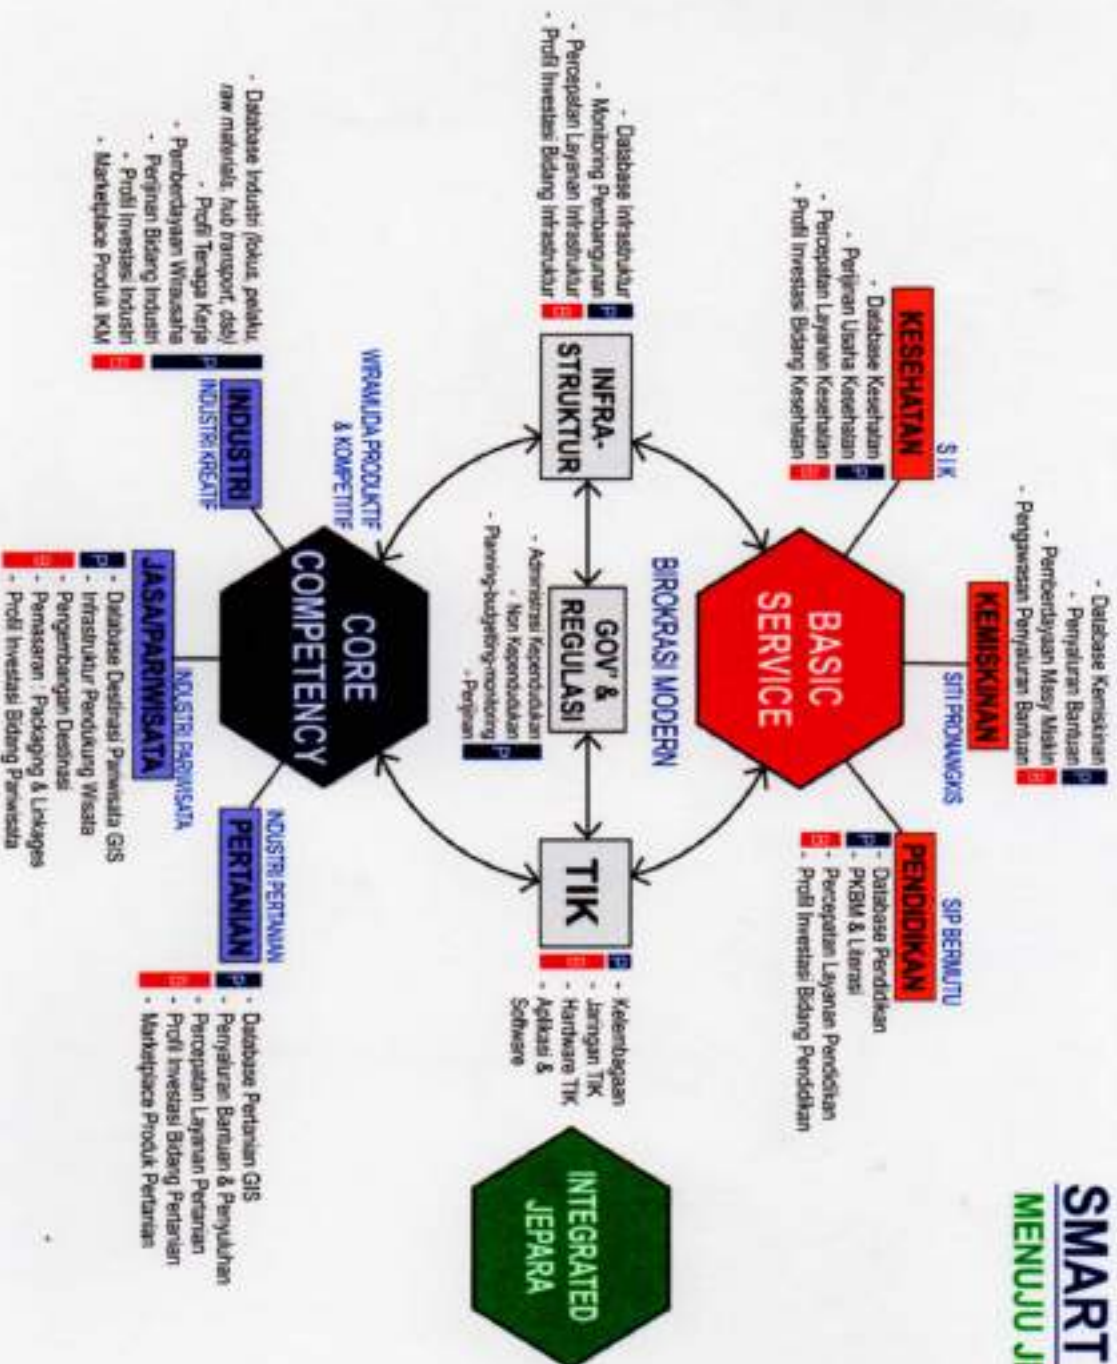 SMART
MENUJU J
- Database Kemiskinan
- Penyaluran Bantuan
P
- Pemberdayaan Masy Miskin
- Pengawasan Penyaluran Bantuan
B
KEMISKINAN
SITI PRONANGKIS
S I K
KESEHATAN
- Database Kesehatan
- Perijinan Usaha Kesehatan
P
- Percepatan Layanan Kesehatan
- Profil Investasi Bidang Kesehatan
B
SIP BERMUTU
PENDIDIKAN
P
- Database Pendidikan
- PKBM & Literasi
B
- Percepatan Layanan Pendidikan
- Profil Investasi Bidang Pendidikan
BASIC
SERVICE
BIROKRASI MODERN
- Database Infrastruktur
- Monitoring Pembangunan
P
- Percepatan Layanan Infrastruktur
- Profil Investasi Bidang Infrastruktur
B
INFRA-
STRUKTUR
GOV' &
REGULASI
- Administrasi Kependudukan
- Non Kependudukan
- Planning-budgetting-monitoring
- Perijinan
P
TIK
P
B
- Kelembagaan
- Jaringan TIK
- Hardware TIK
- Aplikasi &
Software
INTEGRATED
JEPARA
WIRAMUDA PRODUKTIF
& KOMPETITIF
CORE
COMPETENCY
- Database Industri (lokus, pelaku,
raw materials, hub transport, dsb)
- Profil Tenaga Kerja
- Pemberdayaan Wirausaha
- Perijinan Bidang Industri
P
- Profil Investasi Industri
- Marketplace Produk IKM
B
INDUSTRI
INDUSTRI KREATIF
JASA/PARIWISATA
INDUSTRI PARIWISATA
P
- Database Destinasi Pariwisata GIS
- Infrastruktur Pendukung Wisata
B
- Pengembangan Destinasi
- Pemasaran : Packaging & Linkages
- Profil Investasi Bidang Pariwisata
INDUSTRI PERTANIAN
PERTANIAN
P
- Database Pertanian GIS
- Penyaluran Bantuan & Penyuluhan
B
- Percepatan Layanan Pertanian
- Profil Investasi Bidang Pertanian
- Marketplace Produk Pertanian